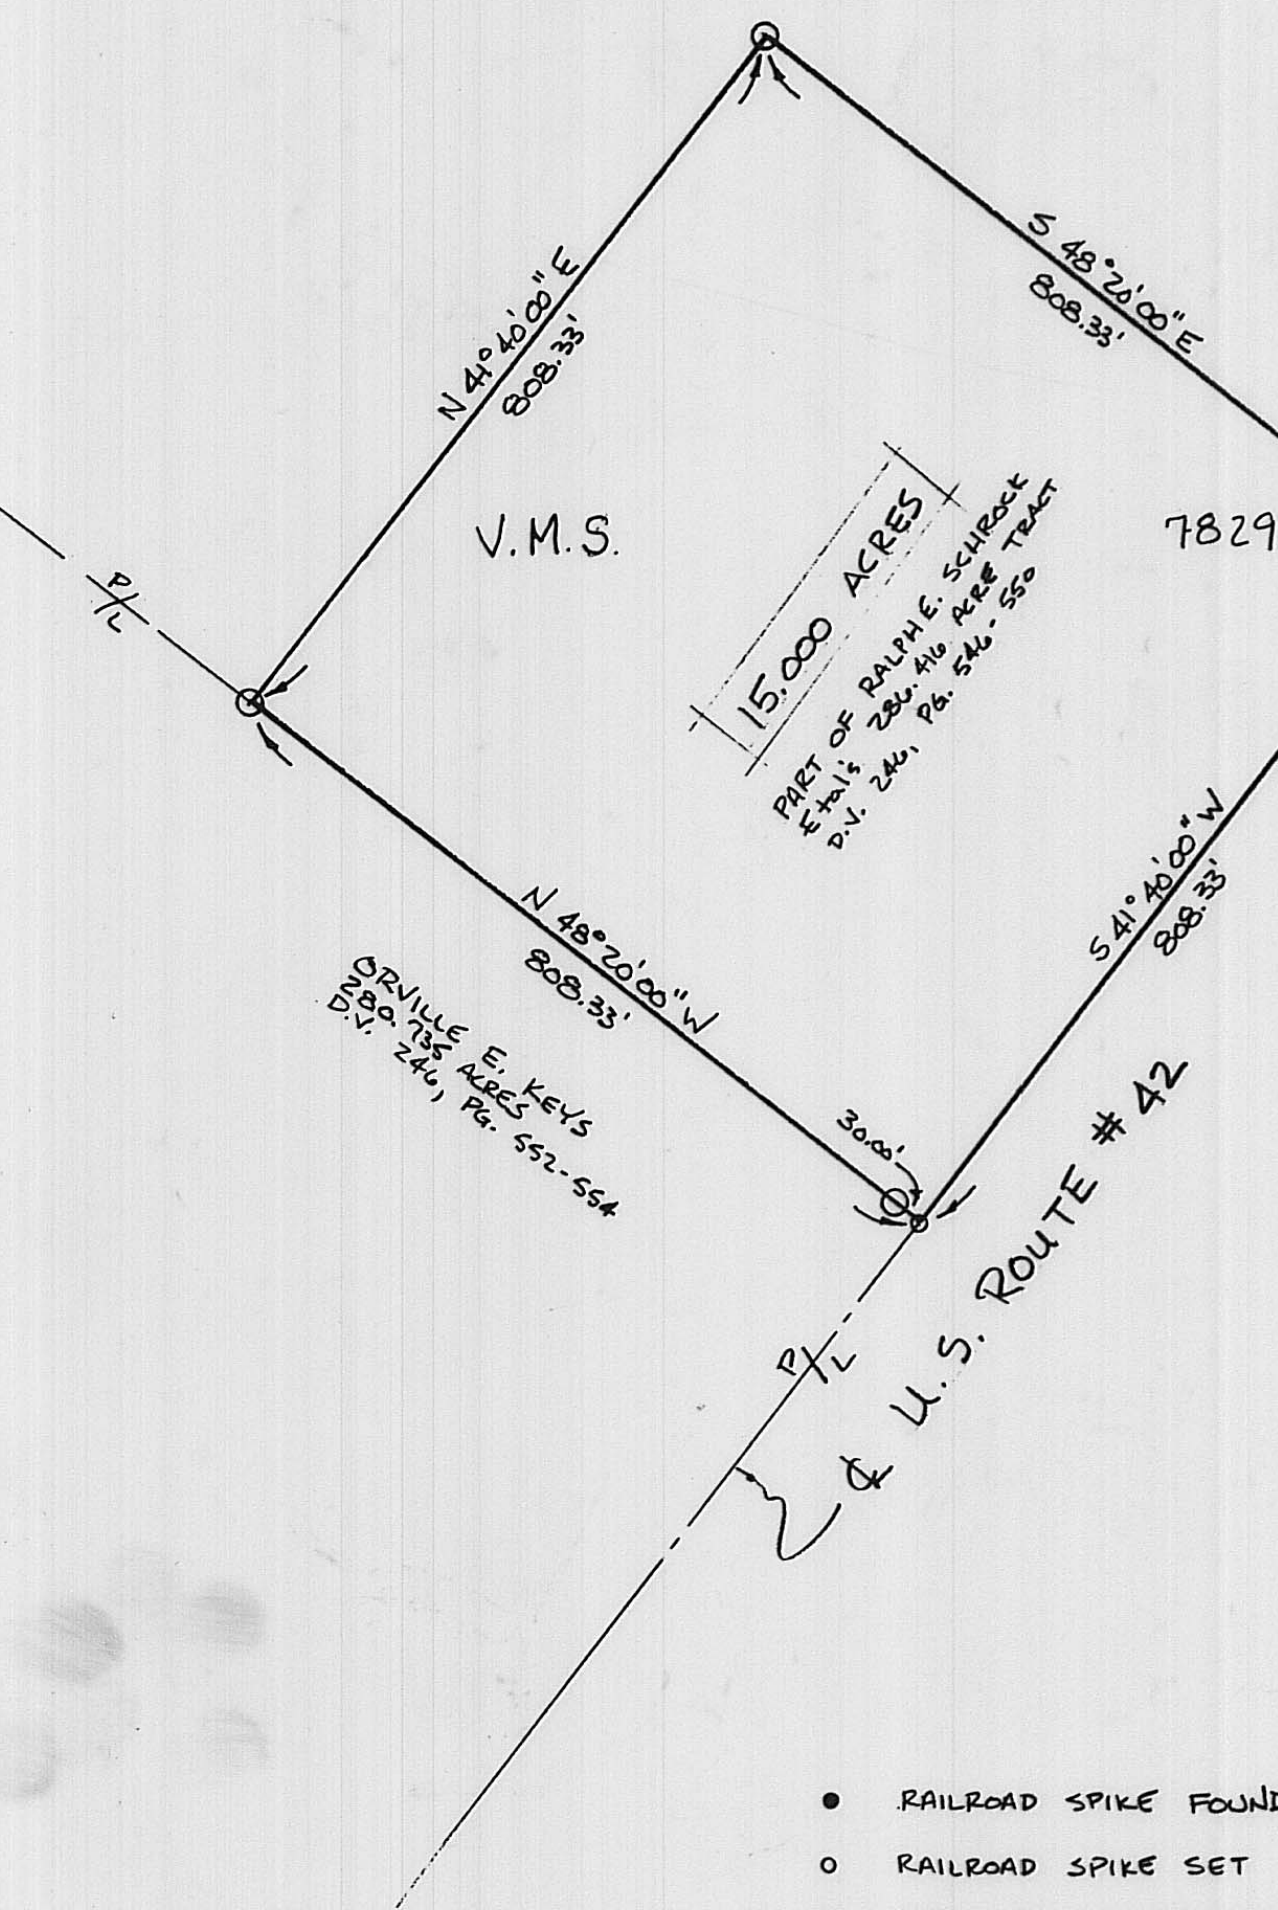 S 48°20'00" E
808.33'
N 41°40'00" E
808.33'
V.M.S.
7829
15.000 ACRES
PART OF RALPH E. SCHROCK
Etal's 286.416 ACRE TRACT
D.V. 246, PG. 546-550
P/L
S 41°40'00" W
808.33'
N 48°20'00" W
808.33'
ORVILLE E. KEYS
280.735 ACRES
D.V. 246, PG. 552-554
30.00'
℄ U.S. ROUTE # 42
P/L
RAILROAD SPIKE FOUND
RAILROAD SPIKE SET